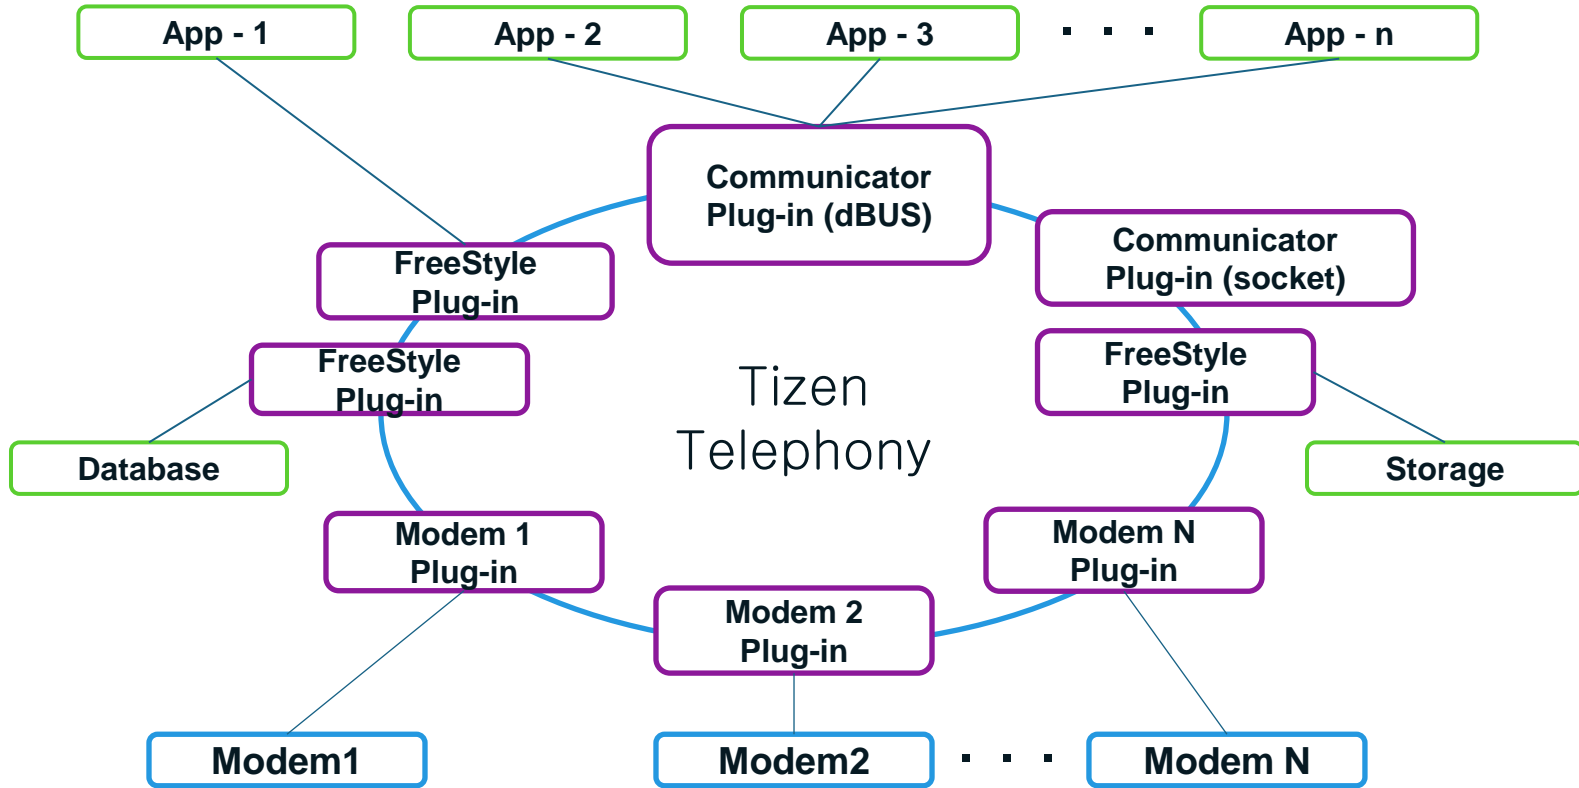 App - 1
App - 2
App - 3
. . .
App - n
Communicator
Plug-in (dBUS)
Communicator
Plug-in (socket)
FreeStyle
Plug-in
FreeStyle
Plug-in
FreeStyle
Plug-in
Tizen
Telephony
Database
Storage
Modem 1
Plug-in
Modem N
Plug-in
Modem 2
Plug-in
Modem1
Modem2
. . .
Modem N